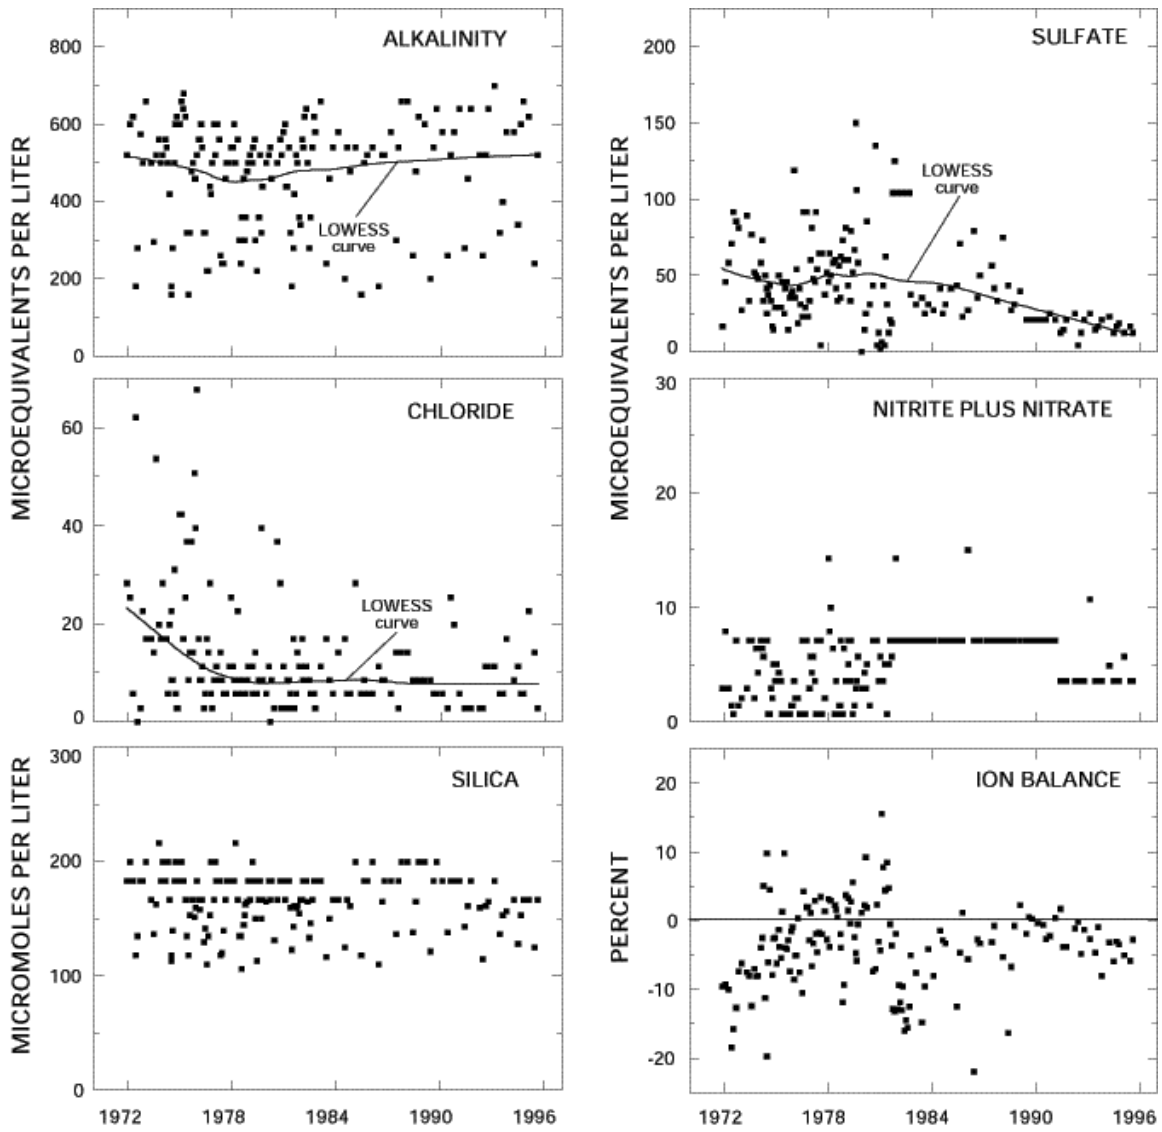 ALKALINITY
800
600
400
200
0
LOWESS
curve
MICROEQUIVALENTS PER LITER
SULFATE
200
150
100
50
0
LOWESS
curve
MICROEQUIVALENTS PER LITER
CHLORIDE
60
40
20
0
LOWESS
curve
NITRITE PLUS NITRATE
30
20
10
0
SILICA
300
200
100
0
MICROMOLES PER LITER
1972 1978 1984 1990 1996
ION BALANCE
20
10
0
-10
-20
PERCENT
1972 1978 1984 1990 1996